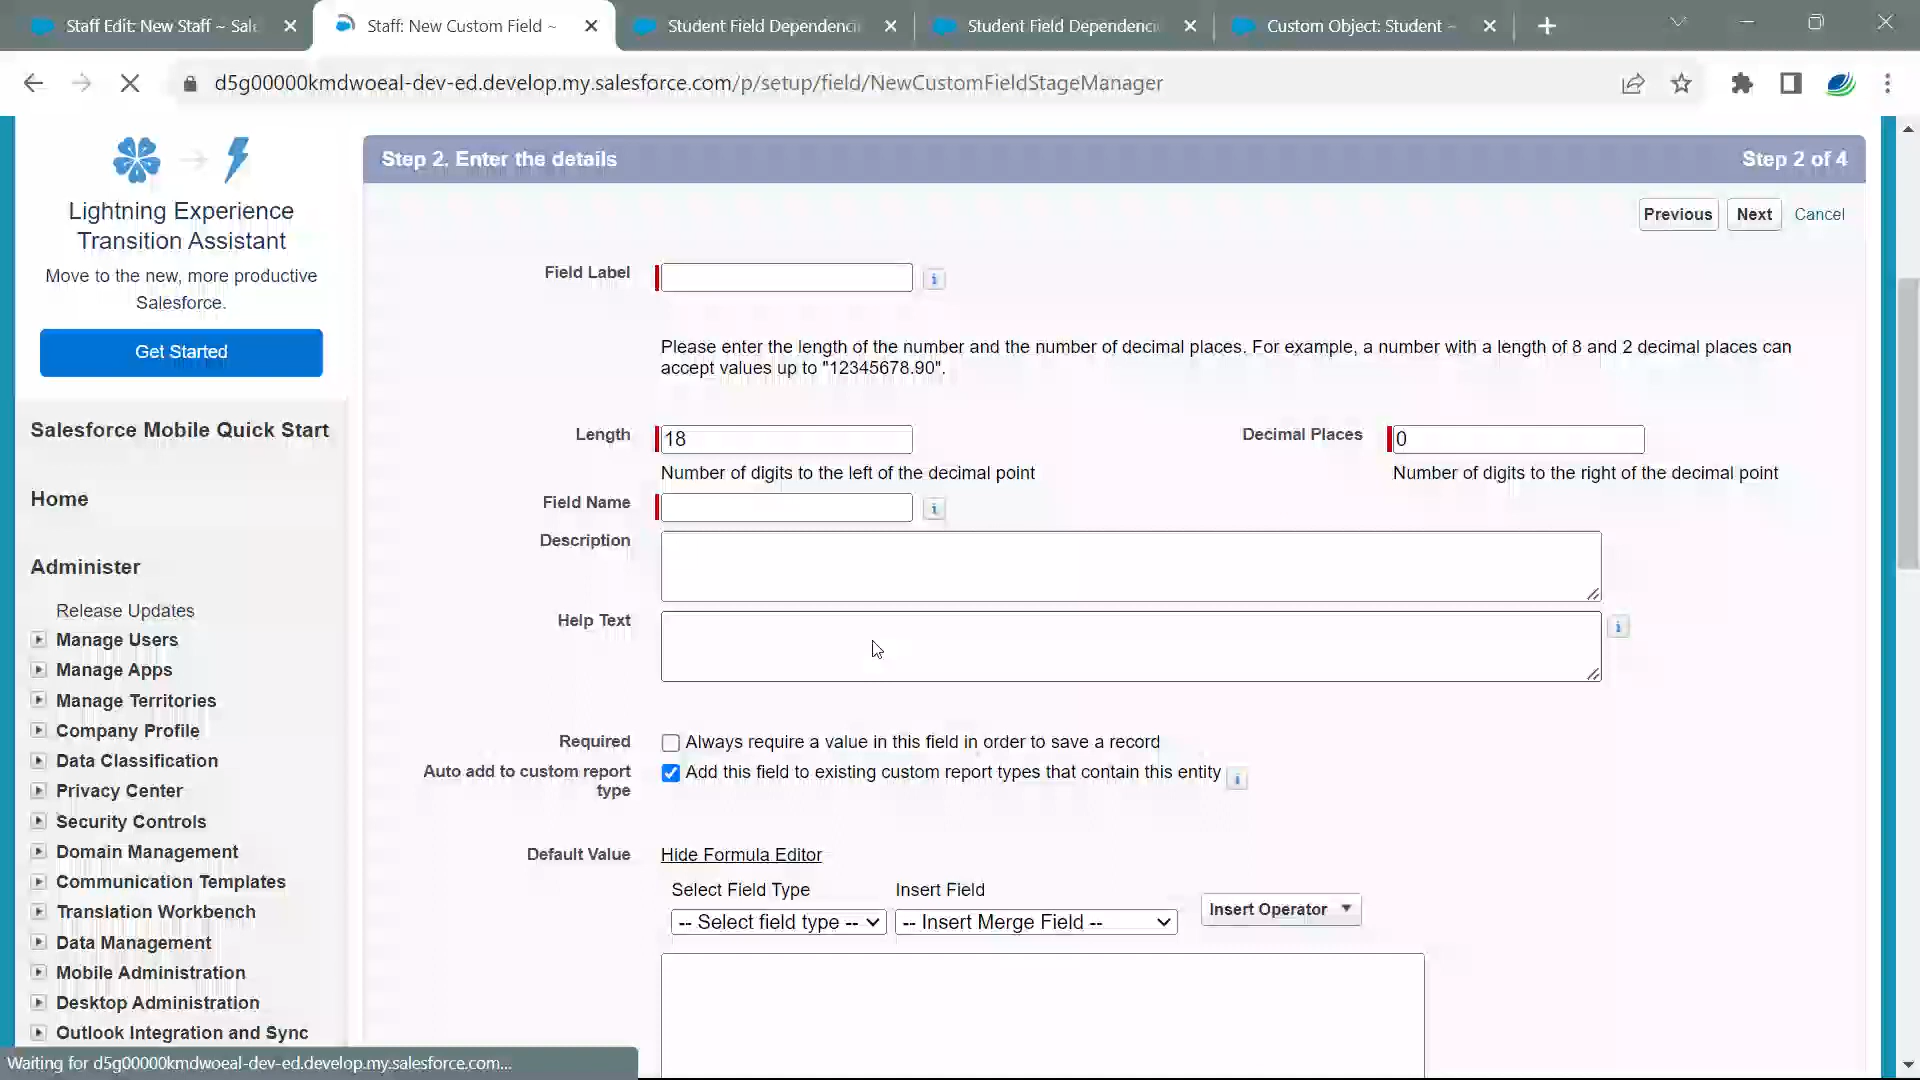 Staff Edit: New Staff ~ Sale
Staff: New Custom Field ~
Student Field Dependenci
Student Field Dependenci
Custom Object: Student ~
d5g00000kmdwoeal-dev-ed.develop.my.salesforce.com/p/setup/field/NewCustomFieldStageManager
Lightning Experience
Transition Assistant
Move to the new, more productive
Salesforce.
Get Started
Salesforce Mobile Quick Start
Home
Administer
Release Updates
Manage Users
Manage Apps
Manage Territories
Company Profile
Data Classification
Privacy Center
Security Controls
Domain Management
Communication Templates
Translation Workbench
Data Management
Mobile Administration
Desktop Administration
Outlook Integration and Sync
Waiting for d5g00000kmdwoeal-dev-ed.develop.my.salesforce.com...
Step 2. Enter the details
Step 2 of 4
Previous
Next
Cancel
Field Label
Please enter the length of the number and the number of decimal places. For example, a number with a length of 8 and 2 decimal places can
accept values up to "12345678.90".
Length
18
Decimal Places
0
Number of digits to the left of the decimal point
Number of digits to the right of the decimal point
Field Name
Description
Help Text
Required
Always require a value in this field in order to save a record
Auto add to custom report
type
Add this field to existing custom report types that contain this entity
Default Value
Hide Formula Editor
Select Field Type
Insert Field
-- Select field type --
-- Insert Merge Field --
Insert Operator